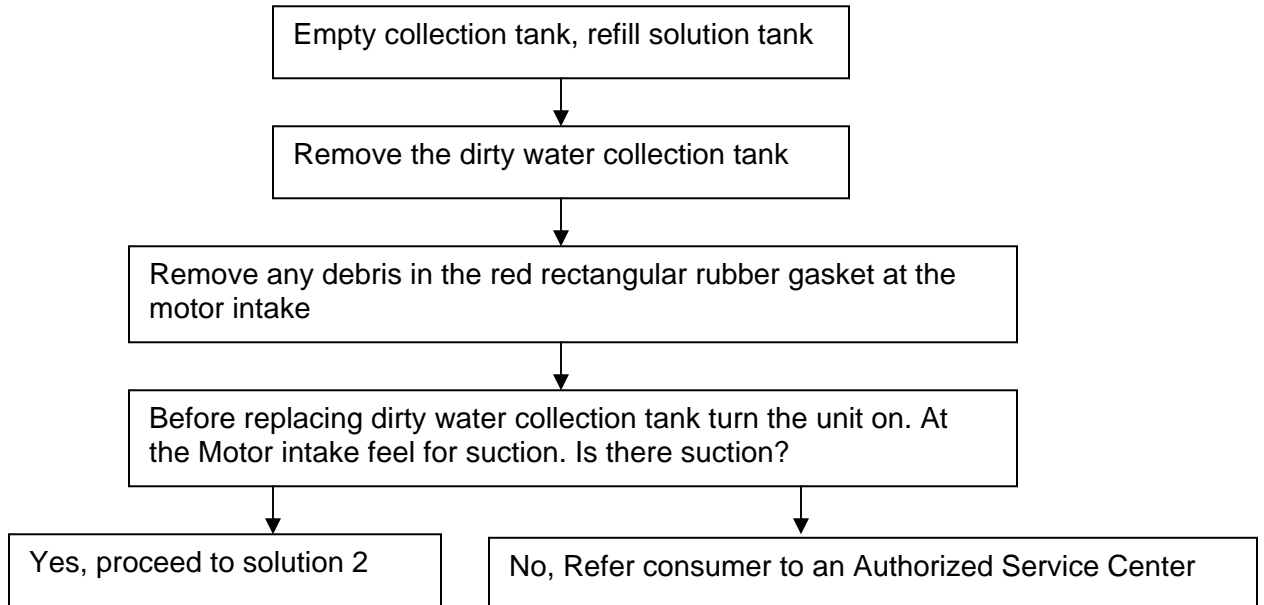 Empty collection tank, refill solution tank
Remove the dirty water collection tank
Remove any debris in the red rectangular rubber gasket at the
motor intake
Before replacing dirty water collection tank turn the unit on. At
the Motor intake feel for suction. Is there suction?
Yes, proceed to solution 2
No, Refer consumer to an Authorized Service Center